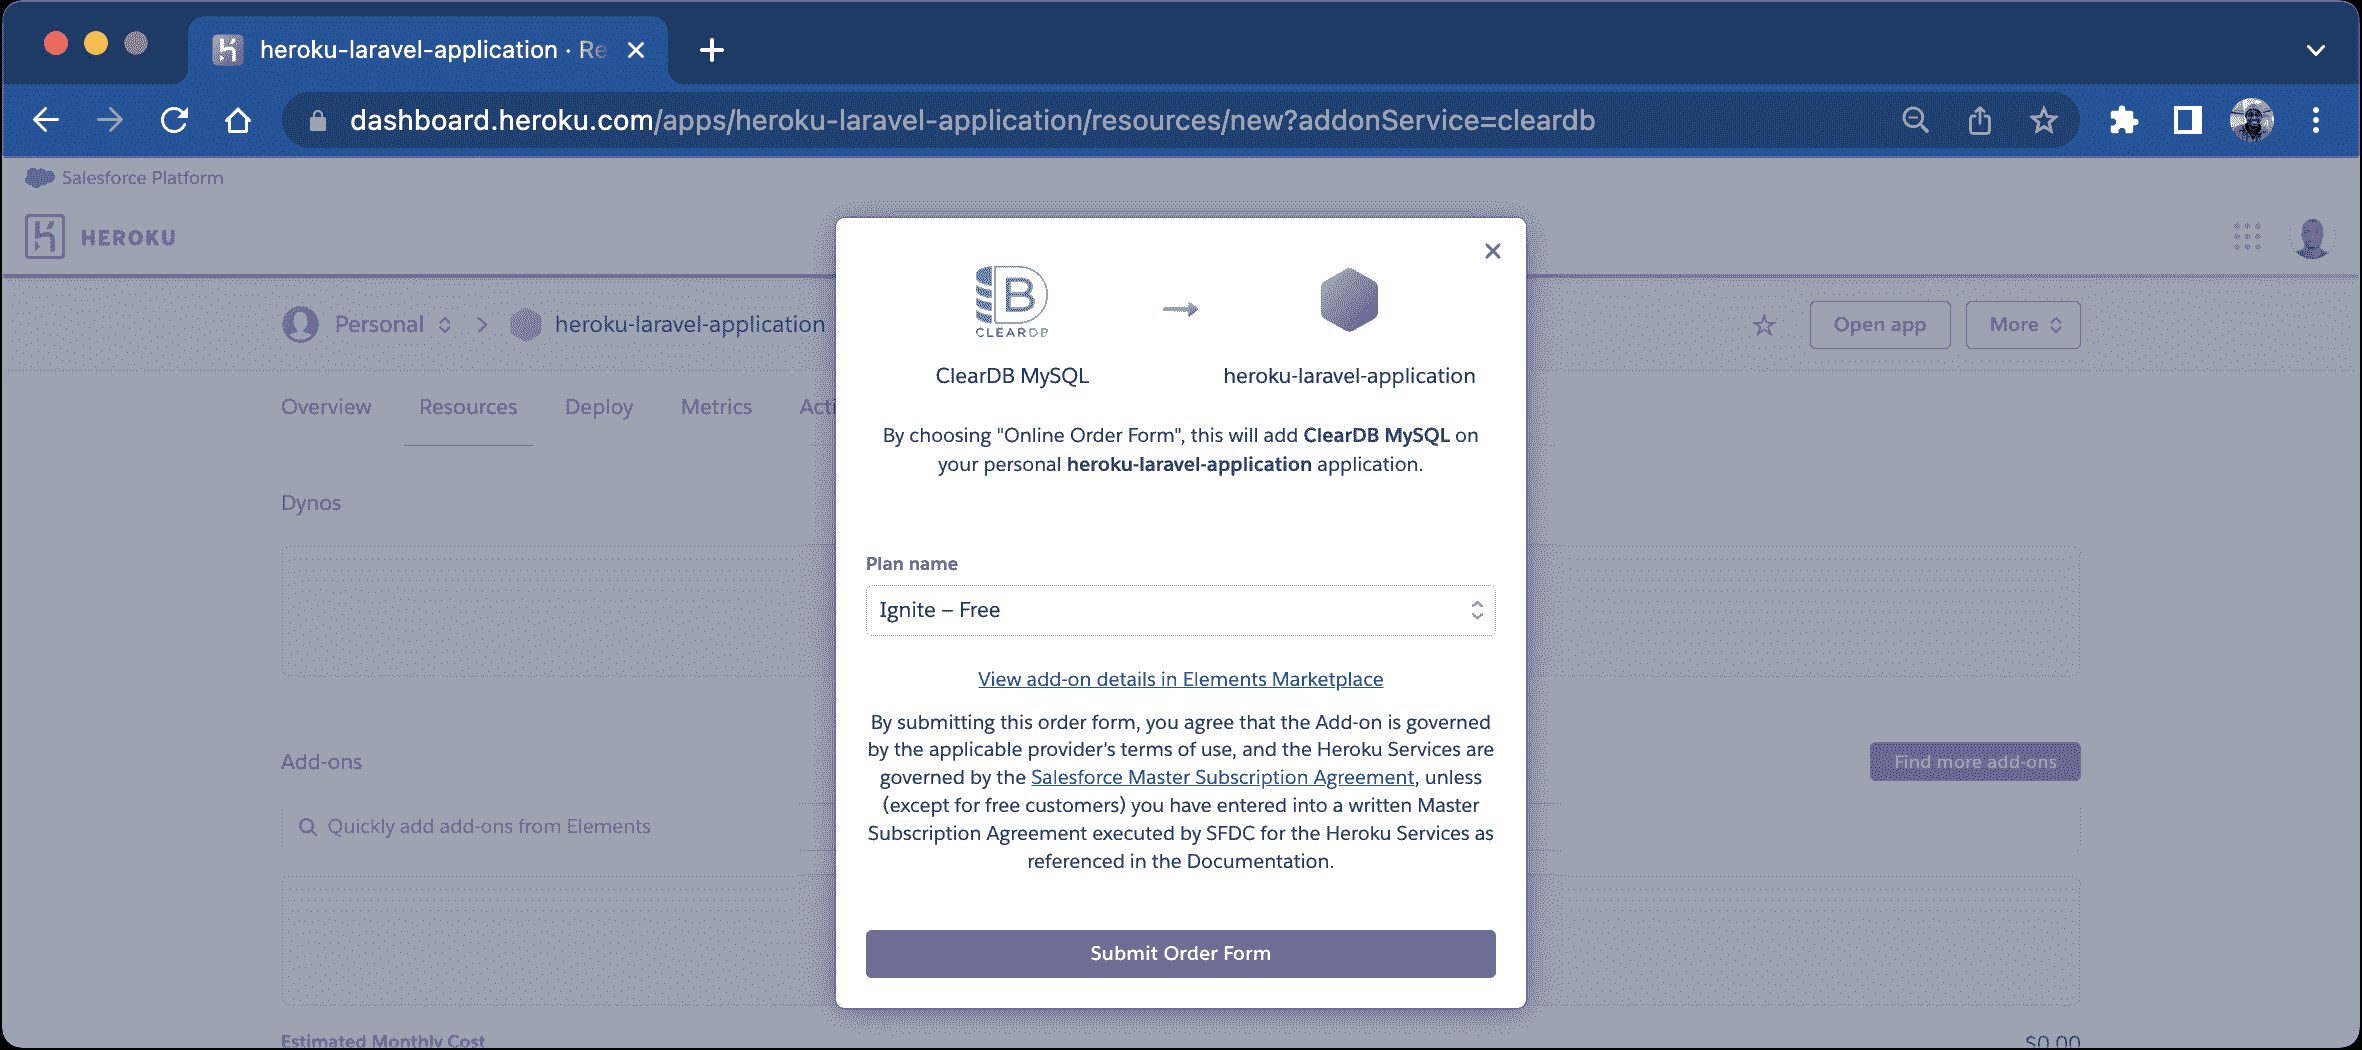 heroku-laravel-application · Re
dashboard.heroku.com/apps/heroku-laravel-application/resources/new?addonService=cleardb
Salesforce Platform
HEROKU
Personal
heroku-laravel-application
Open app
More
Overview
Resources
Deploy
Metrics
Acti
Dynos
Add-ons
Find more add-ons
Quickly add add-ons from Elements
Estimated Monthly Cost
$0.00
B
CLEARDB
ClearDB MySQL
heroku-laravel-application
By choosing "Online Order Form", this will add ClearDB MySQL on
your personal heroku-laravel-application application.
Plan name
Ignite – Free
View add-on details in Elements Marketplace
By submitting this order form, you agree that the Add-on is governed
by the applicable provider's terms of use, and the Heroku Services are
governed by the Salesforce Master Subscription Agreement, unless
(except for free customers) you have entered into a written Master
Subscription Agreement executed by SFDC for the Heroku Services as
referenced in the Documentation.
Submit Order Form